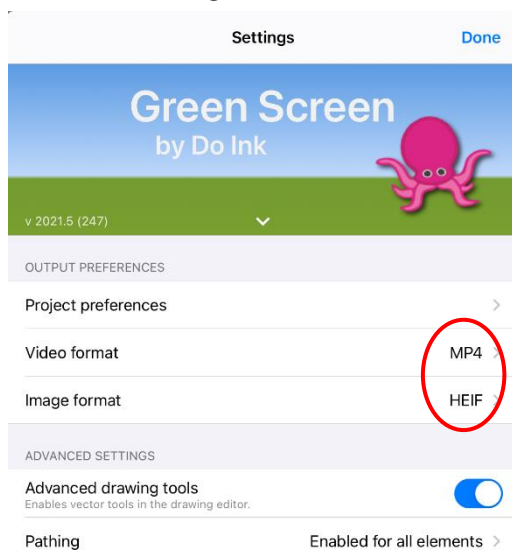 Settings
Done
Green Screen
by Do Ink
v 2021.5 (247)
OUTPUT PREFERENCES
Project preferences
Video format
MP4
Image format
HEIF
ADVANCED SETTINGS
Advanced drawing tools
Enables vector tools in the drawing editor.
Pathing
Enabled for all elements